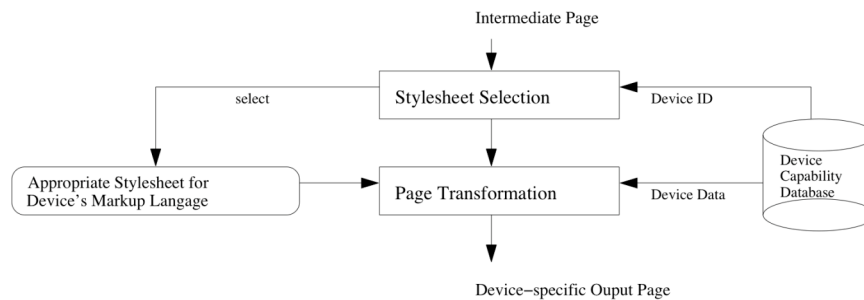 Intermediate Page
select
Stylesheet Selection
Device ID
Appropriate Stylesheet for
Device's Markup Langage
Page Transformation
Device Data
Device
Capability
Database
Device−specific Ouput Page